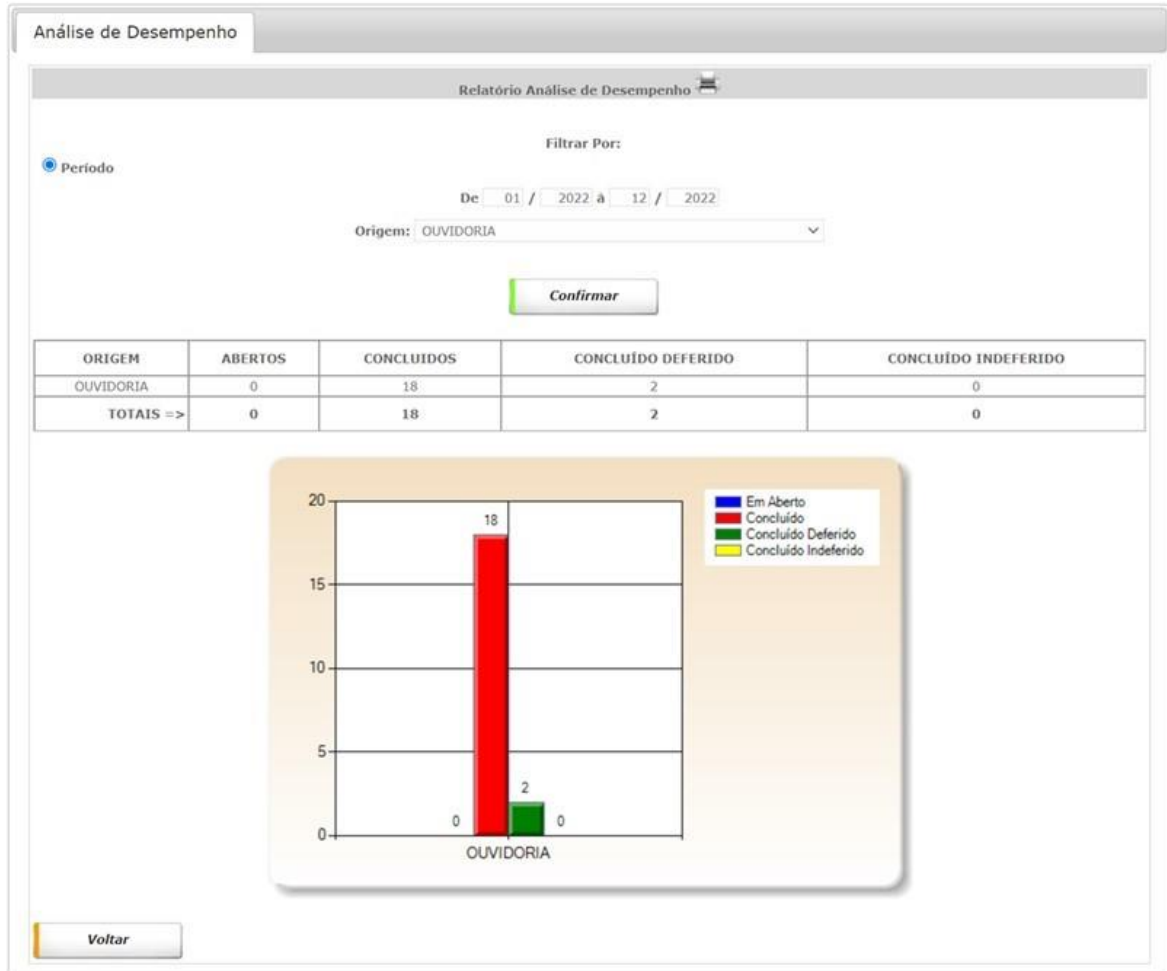 Análise de Desempenho
Relatório Análise de Desempenho
Filtrar Por:
Período
De 01 / 2022 á 12 / 2022
Origem: OUVIDORIA
Confirmar
ORIGEM ABERTOS CONCLUIDOS CONCLUÍDO DEFERIDO CONCLUÍDO INDEFERIDO
OUVIDORIA 0 18 2 0
TOTAIS => 0 18 2 0
20
15
10
5
0
18
2
0
0
OUVIDORIA
Em Aberto
Concluído
Concluído Deferido
Concluído Indeferido
Voltar